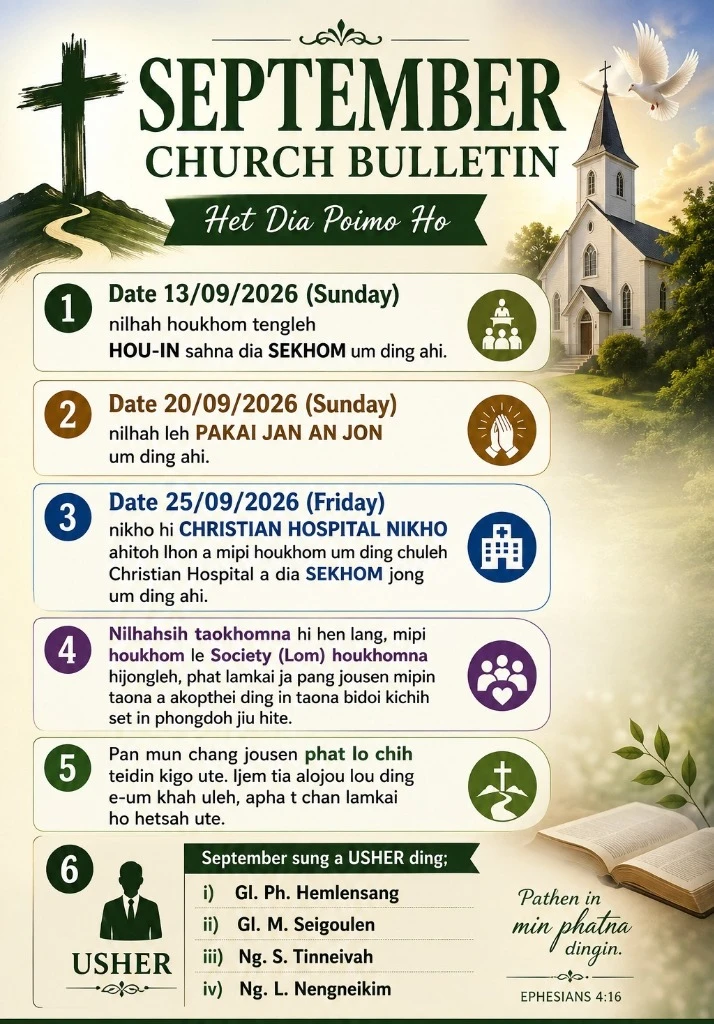 SEPTEMBER
CHURCH BULLETIN
Het Dia Poimo Ho
1
Date 13/09/2026 (Sunday)
nilhah houkhom tengleh
HOU-IN sahna dia SEKHOM um ding ahi.
2
Date 20/09/2026 (Sunday)
nilhah leh PAKAI JAN AN JON
um ding ahi.
3
Date 25/09/2026 (Friday)
nikho hi CHRISTIAN HOSPITAL NIKHO
ahitoh lhon a mipi houkhom um ding chuleh
Christian Hospital a dia SEKHOM jong
um ding ahi.
4
Nilhahsih taokhomna hi hen lang, mipi
houkhom le Society (Lom) houkhomna
hijongleh, phat lamkai ja pang jousen mipin
taona a akopthei ding in taona bidoi kichih
set in phongdoh jiu hite.
5
Pan mun chang jousen phat lo chih
teidin kigo ute. Ijem tia alojou lou ding
e-um khah uleh, apha t chan lamkai
ho hetsah ute.
6
USHER
September sung a USHER ding;
i) Gl. Ph. Hemlensang
ii) Gl. M. Seigoulen
iii) Ng. S. Tinneivah
iv) Ng. L. Nengneikim
Pathen in
min phatna
dingin.
EPHESIANS 4:16